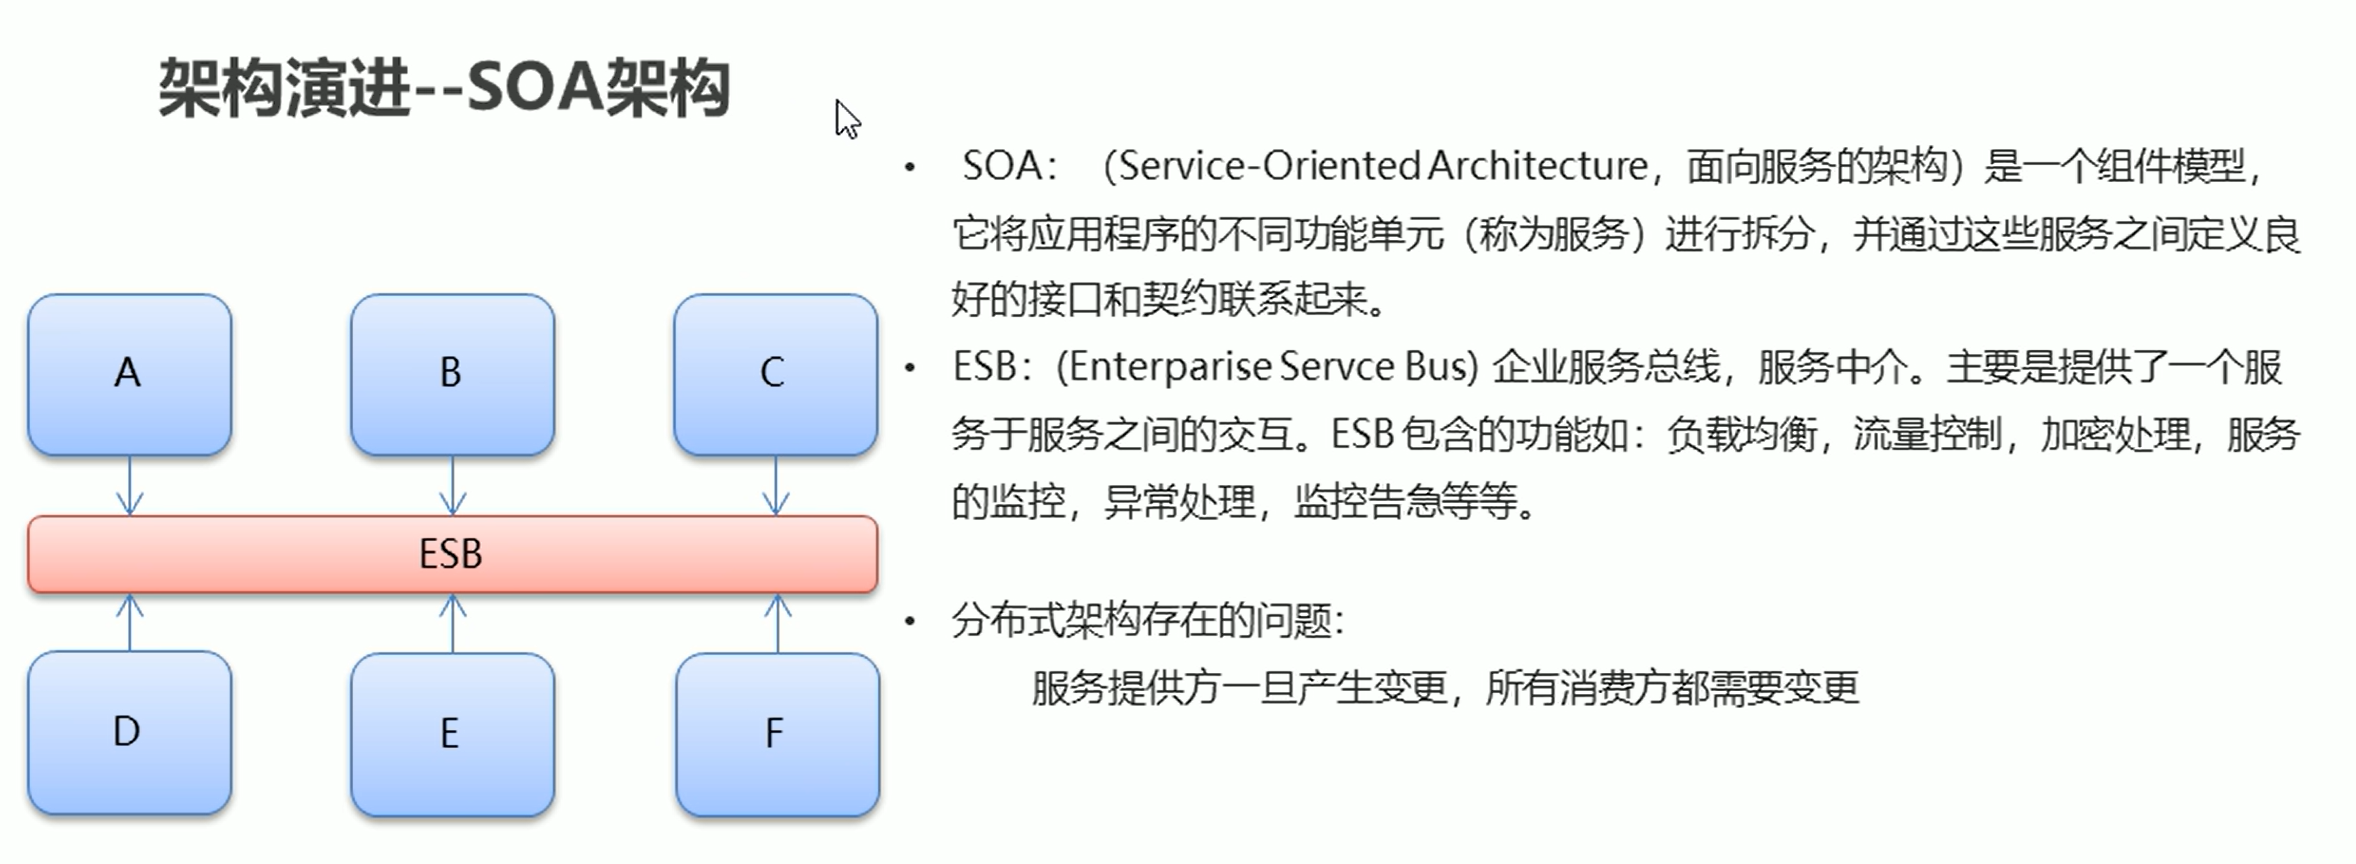 架构演进--SOA架构
• SOA：（Service-Oriented Architecture，面向服务的架构）是一个组件模型，
它将应用程序的不同功能单元（称为服务）进行拆分，并通过这些服务之间定义良
好的接口和契约联系起来。
• ESB：(Enterparise Servce Bus) 企业服务总线，服务中介。主要是提供了一个服
务于服务之间的交互。ESB 包含的功能如：负载均衡，流量控制，加密处理，服务
的监控，异常处理，监控告急等等。
• 分布式架构存在的问题：
服务提供方一旦产生变更，所有消费方都需要变更
A B C
ESB
D E F